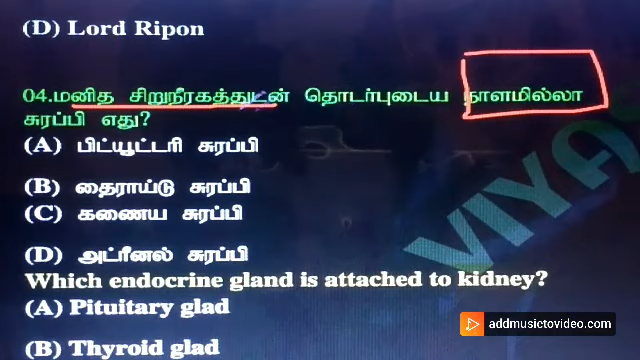 (D) Lord Ripon
04.மனித சிறுநீரகத்துடன் தொடர்புடைய நாளமில்லா
சுரப்பி எது?
(A) பிட்யூட்டரி சுரப்பி
(B) தைராய்டு சுரப்பி
(C) கணைய சுரப்பி
(D) அட்ரீனல் சுரப்பி
VIYAS
Which endocrine gland is attached to kidney?
(A) Pituitary glad
(B) Thyroid glad
addmusictovideo.com